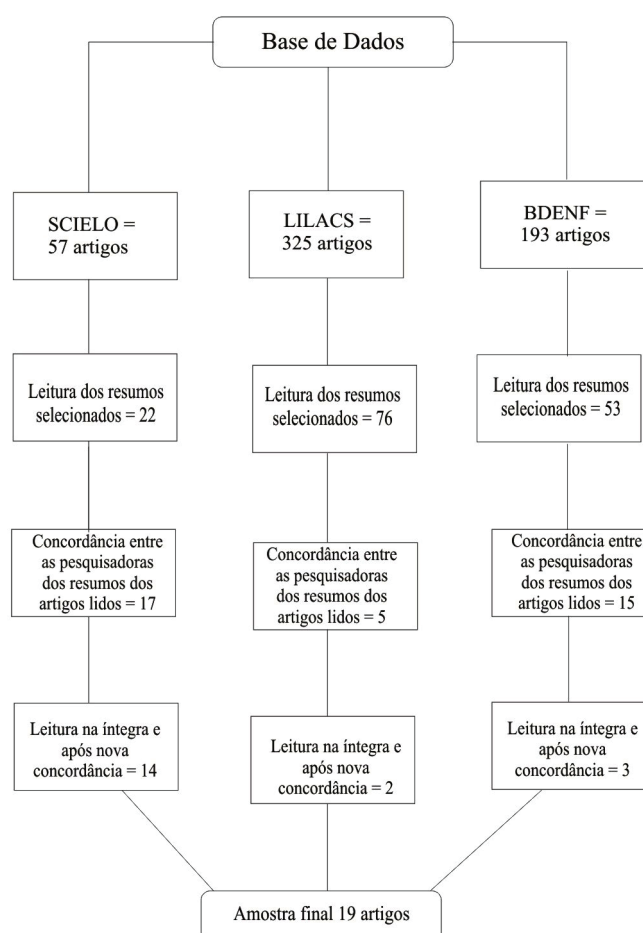 Base de Dados
SCIELO =
57 artigos
LILACS =
325 artigos
BDENF =
193 artigos
Leitura dos resumos
selecionados = 22
Leitura dos resumos
selecionados = 76
Leitura dos resumos
selecionados = 53
Concordância entre
as pesquisadoras
dos resumos dos
artigos lidos = 17
Concordância entre
as pesquisadoras
dos resumos dos
artigos lidos = 5
Concordância entre
as pesquisadoras
dos resumos dos
artigos lidos = 15
Leitura na íntegra e
após nova
concordância = 14
Leitura na íntegra e
após nova
concordância = 2
Leitura na íntegra e
após nova
concordância = 3
Amostra final 19 artigos